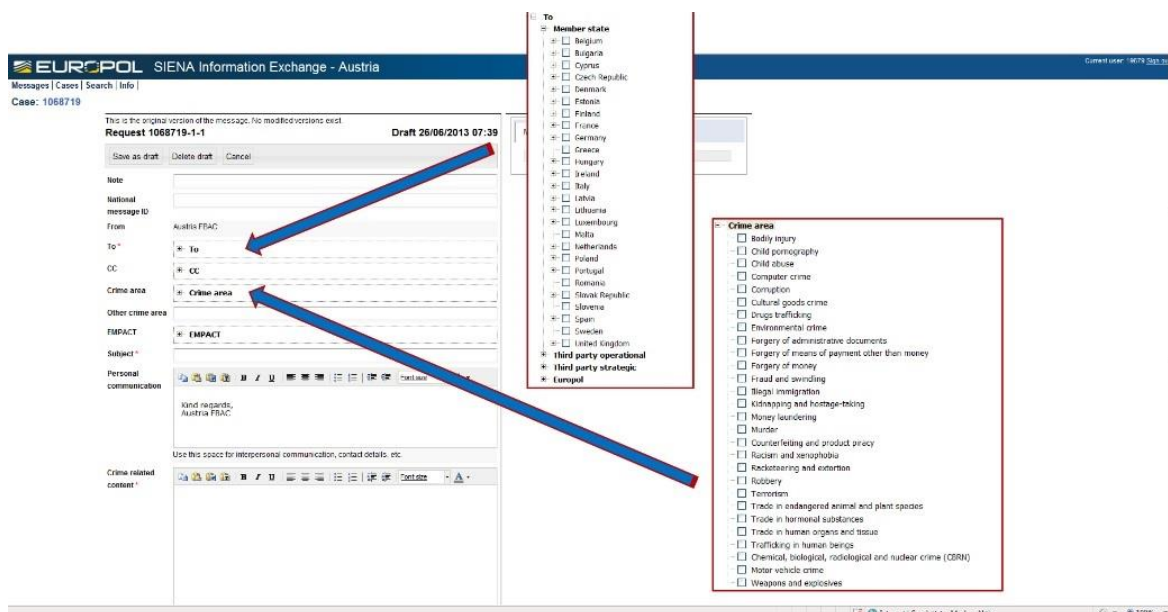 EUROPOL SIENA Information Exchange - Austria
Current user: 19679
Messages | Cases | Search | Info |
Case: 1068719
This is the original version of the message. No modified versions exist
Request 1068719-1-1
Draft 26/06/2013 07:39
Save as draft Delete draft Cancel
Note
National
message ID
From Austria FBAC
To * To
CC CC
Crime area Crime area
Other crime area
EMPACT EMPACT
Subject *
Personal
communication
B I U Font size
Kind regards,
Austria FBAC
Use this space for interpersonal communication, contact details, etc.
Crime related
content *
B I U Font size A
To
Member state
Belgium
Bulgaria
Cyprus
Czech Republic
Denmark
Estonia
Finland
France
Germany
Greece
Hungary
Ireland
Italy
Latvia
Lithuania
Luxembourg
Malta
Netherlands
Poland
Portugal
Romania
Slovak Republic
Slovenia
Spain
Sweden
United Kingdom
Third party operational
Third party strategic
Europol
Crime area
Bodily injury
Child pornography
Child abuse
Computer crime
Corruption
Cultural goods crime
Drugs trafficking
Environmental crime
Forgery of administrative documents
Forgery of means of payment other than money
Forgery of money
Fraud and swindling
Illegal immigration
Kidnapping and hostage-taking
Money laundering
Murder
Counterfeiting and product piracy
Racism and xenophobia
Racketeering and extortion
Robbery
Terrorism
Trade in endangered animal and plant species
Trade in hormonal substances
Trade in human organs and tissue
Trafficking in human beings
Chemical, biological, radiological and nuclear crime (CBRN)
Motor vehicle crime
Weapons and explosives